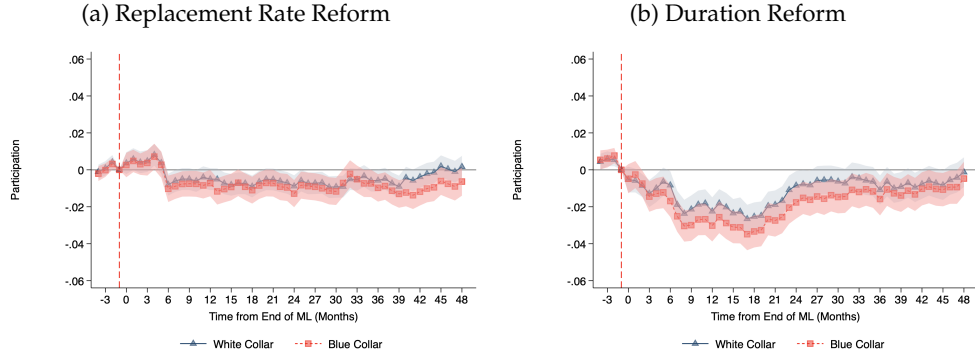 (a) Replacement Rate Reform
.06
.04
.02
0
-.02
-.04
-.06
Participation
-3 0 3 6 9 12 15 18 21 24 27 30 33 36 39 42 45 48
Time from End of ML (Months)
White Collar Blue Collar
(b) Duration Reform
.06
.04
.02
0
-.02
-.04
-.06
Participation
-3 0 3 6 9 12 15 18 21 24 27 30 33 36 39 42 45 48
Time from End of ML (Months)
White Collar Blue Collar